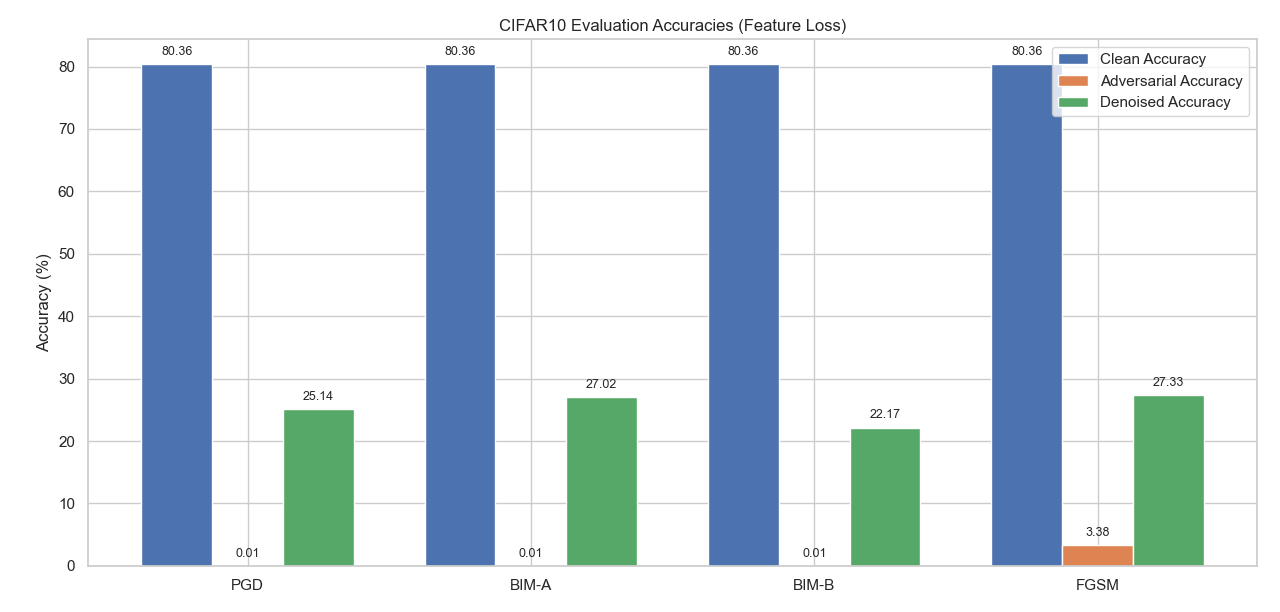 CIFAR10 Evaluation Accuracies (Feature Loss)
Clean Accuracy
Adversarial Accuracy
Denoised Accuracy
Accuracy (%)
80
70
60
50
40
30
20
10
0
80.36
0.01
25.14
80.36
0.01
27.02
80.36
0.01
22.17
80.36
3.38
27.33
PGD
BIM-A
BIM-B
FGSM